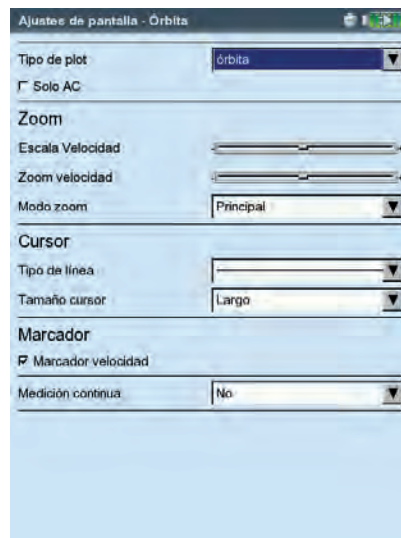 Ajustes de pantalla - Órbita
Tipo de plot órbita
Solo AC
Zoom
Escala Velocidad
Zoom velocidad
Modo zoom Principal
Cursor
Tipo de línea
Tamaño cursor Largo
Marcador
Marcador velocidad
Medición continua No